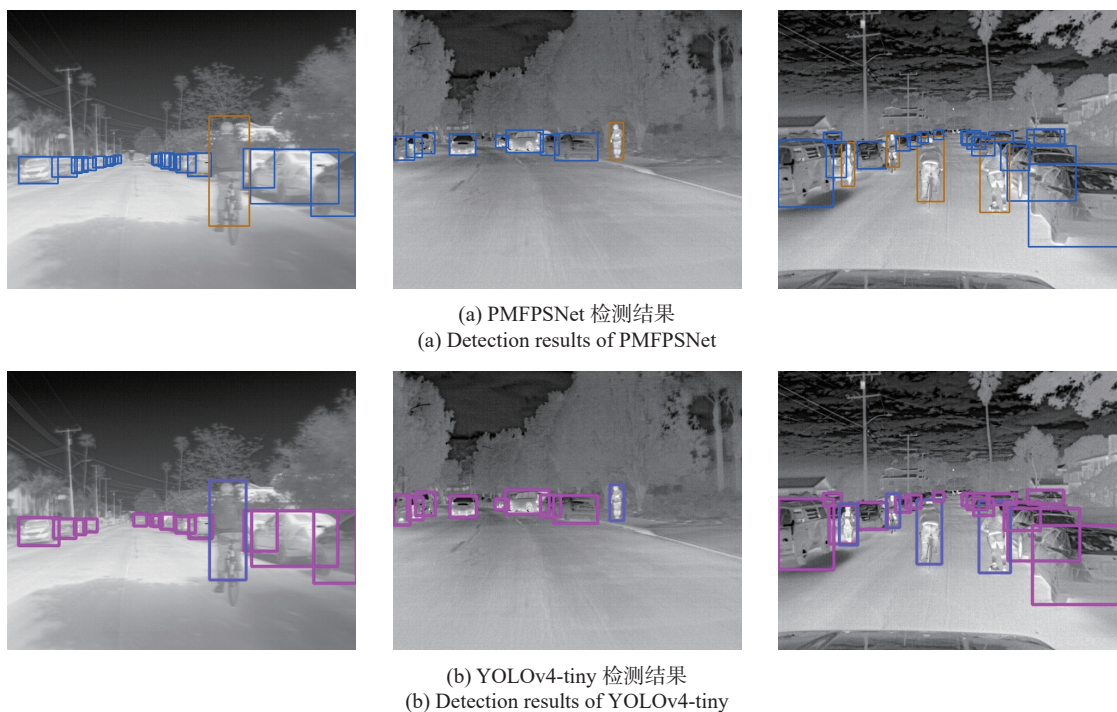 (a) PMFPSNet 检测结果
(a) Detection results of PMFPSNet
(b) YOLOv4-tiny 检测结果
(b) Detection results of YOLOv4-tiny